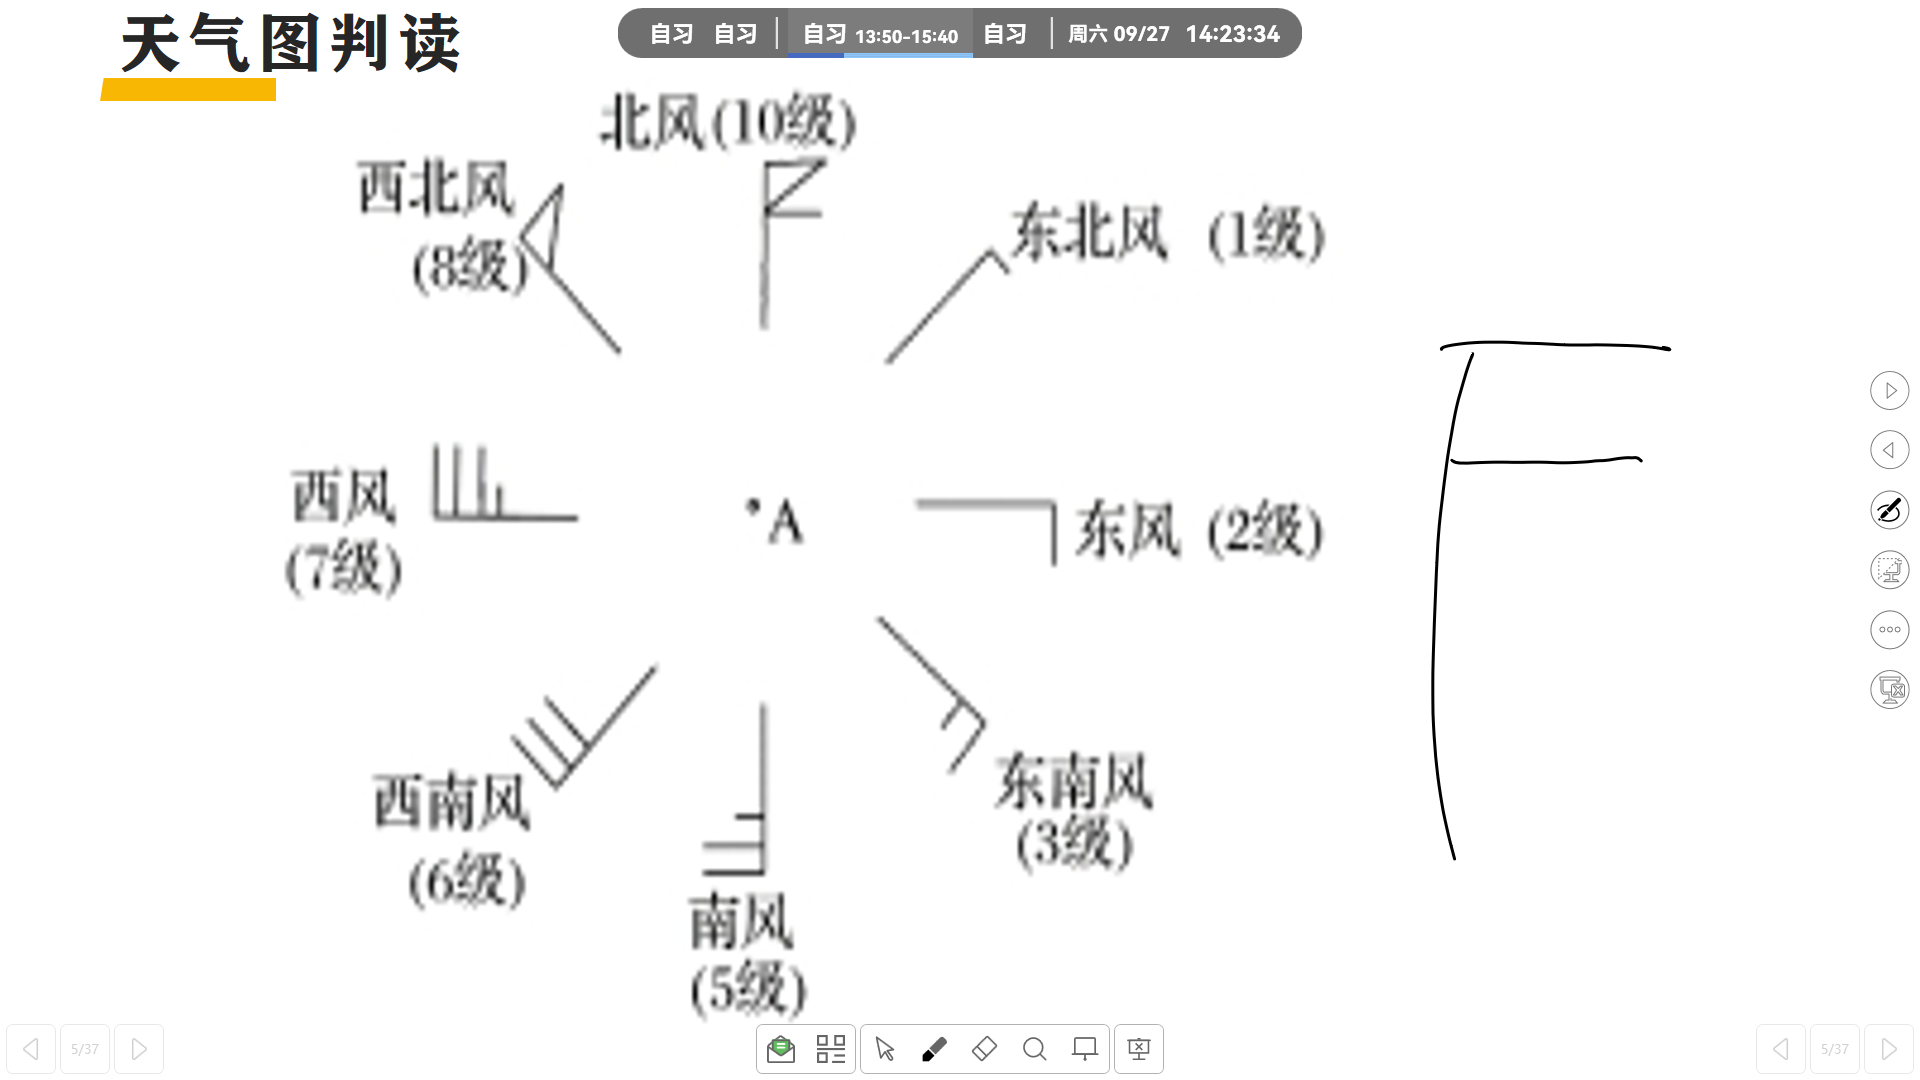 天气图判读
自习 自习 自习 13:50-15:40 自习 周六 09/27 14:23:34
北风(10级)
西北风
(8级)
东北风 (1级)
西风
(7级)
A
东风 (2级)
西南风
(6级)
东南风
(3级)
南风
(5级)
F
5/37
5/37